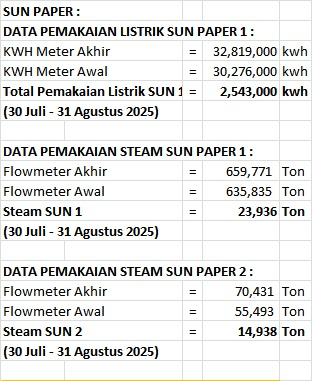 SUN PAPER :
DATA PEMAKAIAN LISTRIK SUN PAPER 1 :
KWH Meter Akhir = 32,819,000 kwh
KWH Meter Awal = 30,276,000 kwh
Total Pemakaian Listrik SUN 1 = 2,543,000 kwh
(30 Juli - 31 Agustus 2025)
DATA PEMAKAIAN STEAM SUN PAPER 1 :
Flowmeter Akhir = 659,771 Ton
Flowmeter Awal = 635,835 Ton
Steam SUN 1 = 23,936 Ton
(30 Juli - 31 Agustus 2025)
DATA PEMAKAIAN STEAM SUN PAPER 2 :
Flowmeter Akhir = 70,431 Ton
Flowmeter Awal = 55,493 Ton
Steam SUN 2 = 14,938 Ton
(30 Juli - 31 Agustus 2025)